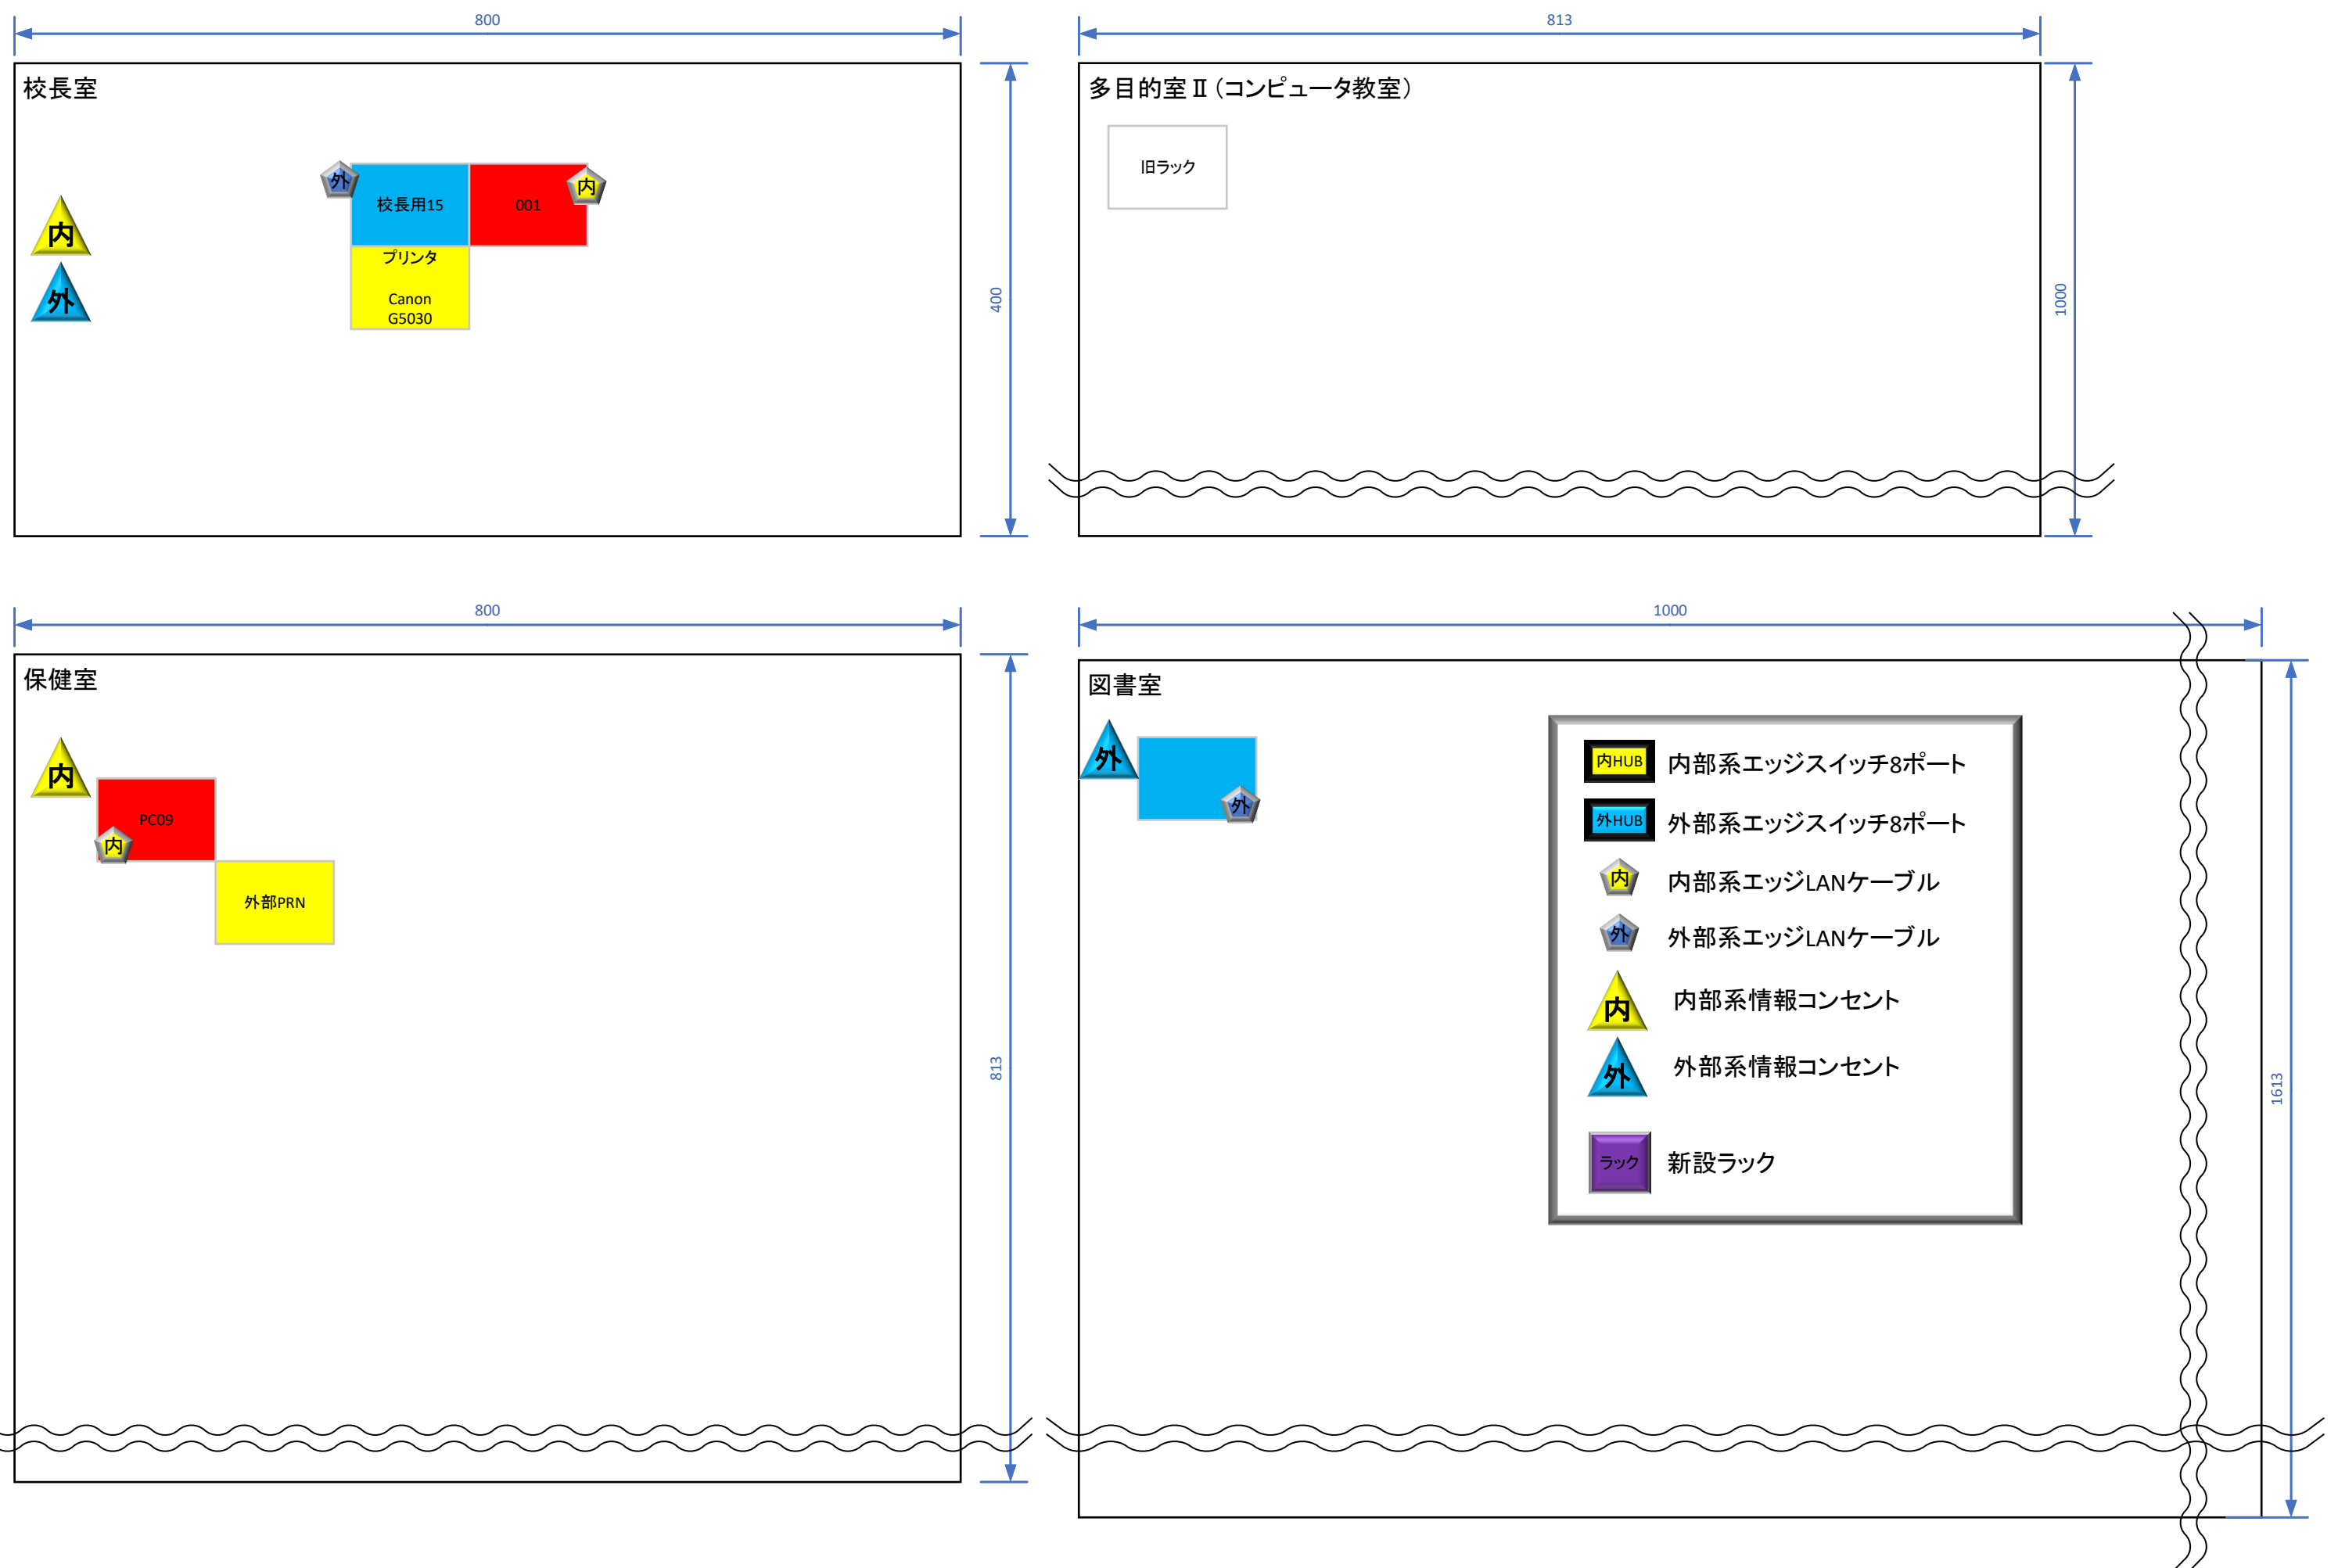 800
校長室
外
校長用15
001
内
内
外
プリンタ
Canon
G5030
400
813
多目的室Ⅱ(コンピュータ教室)
旧ラック
1000
800
保健室
内
PC09
内
外部PRN
813
1000
図書室
外
外
内HUB 内部系エッジスイッチ8ポート
外HUB 外部系エッジスイッチ8ポート
内 内部系エッジLANケーブル
外 外部系エッジLANケーブル
内 内部系情報コンセント
外 外部系情報コンセント
ラック 新設ラック
1613